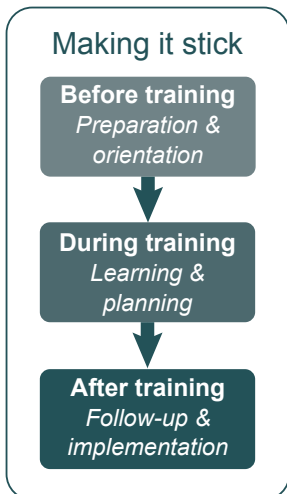 Making it stick
Before training
Preparation &
orientation
During training
Learning &
planning
After training
Follow-up &
implementation